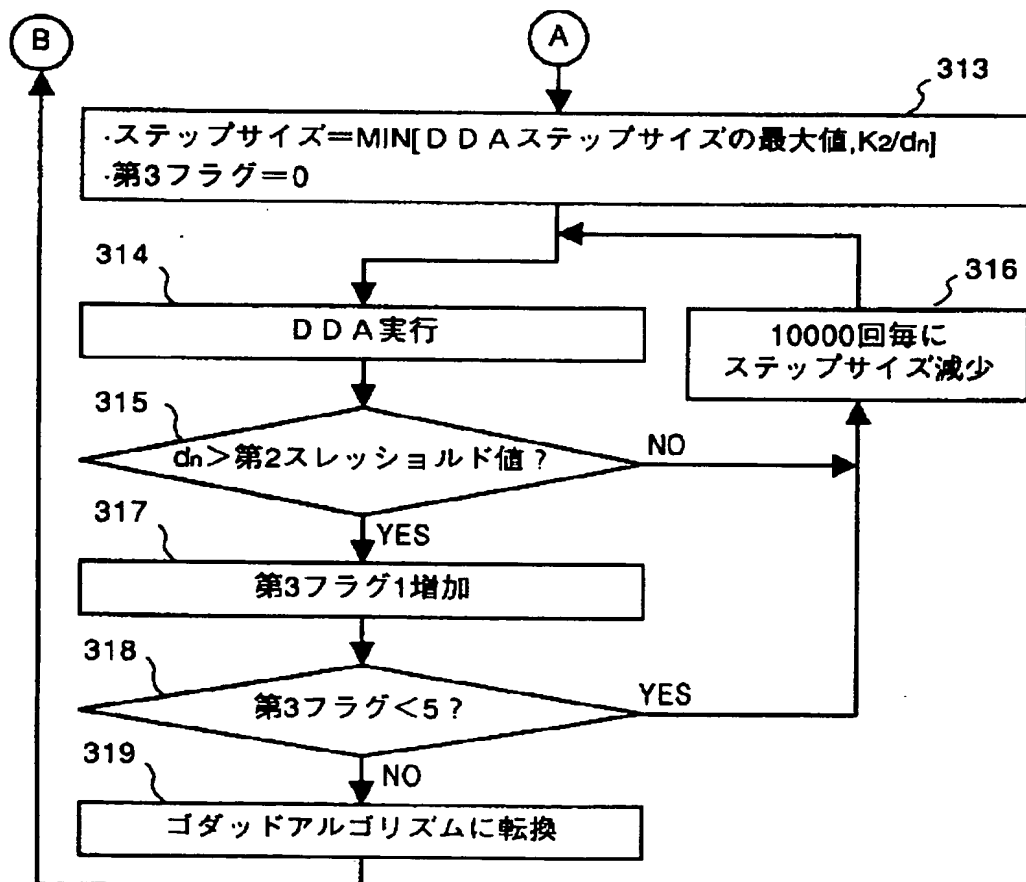 B
A
313
·ステップサイズ=MIN[DDAステップサイズの最大値,K2/dn]
·第3フラグ=0
314
316
DDA実行
10000回毎に
ステップサイズ減少
315
dn>第2スレッショルド値?
NO
317
YES
第3フラグ1増加
318
第3フラグ<5?
YES
319
NO
ゴダッドアルゴリズムに転換